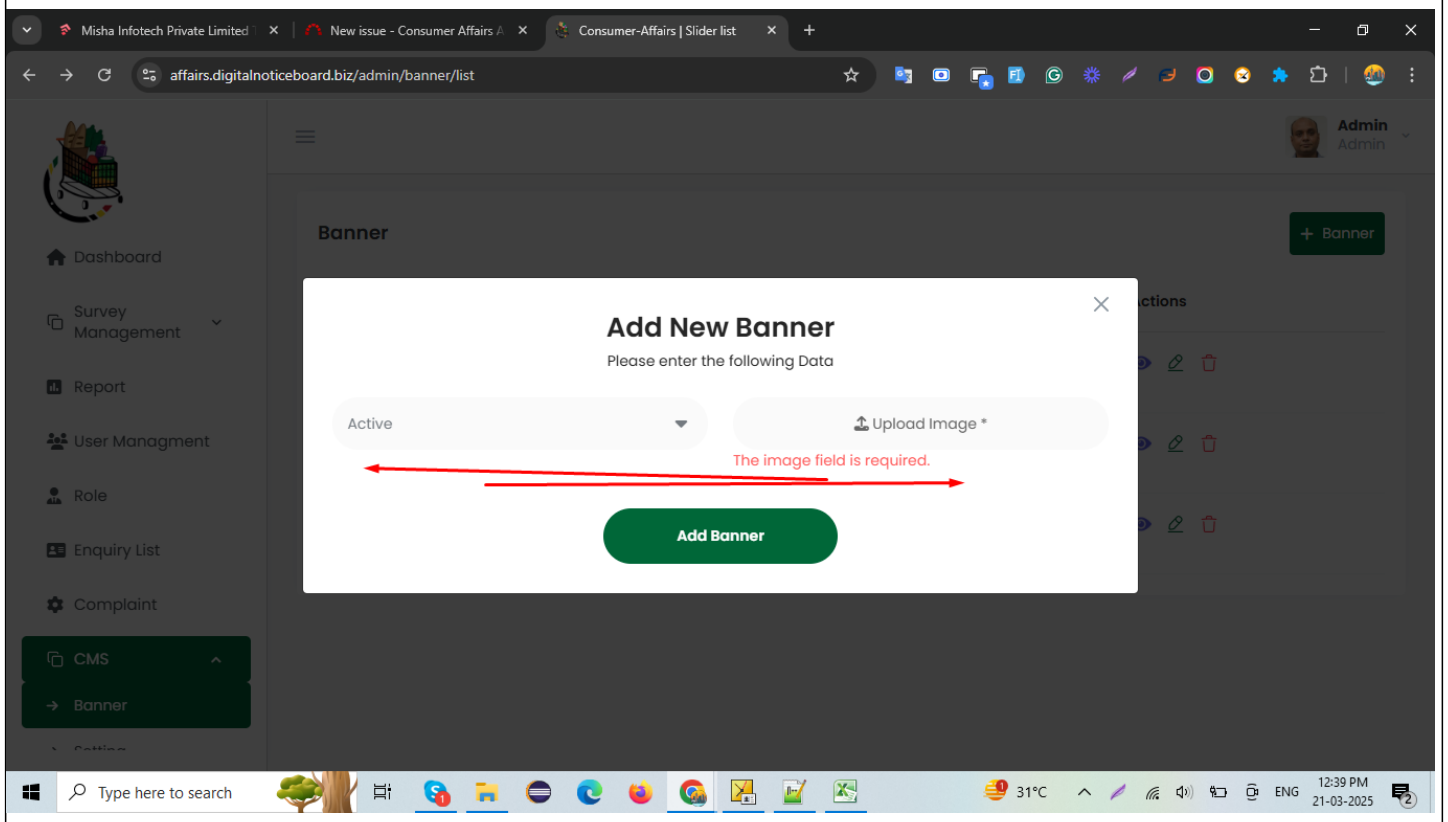 Misha Infotech Private Limited T
New issue - Consumer Affairs A
Consumer-Affairs | Slider list
affairs.digitalnoticeboard.biz/admin/banner/list
Admin
Admin
Banner
+ Banner
Dashboard
Survey
Management
Report
User Managment
Role
Enquiry List
Complaint
CMS
Banner
Setting
Actions
Add New Banner
Please enter the following Data
Active
Upload Image *
The image field is required.
Add Banner
Type here to search
31°C
ENG
12:39 PM
21-03-2025
2